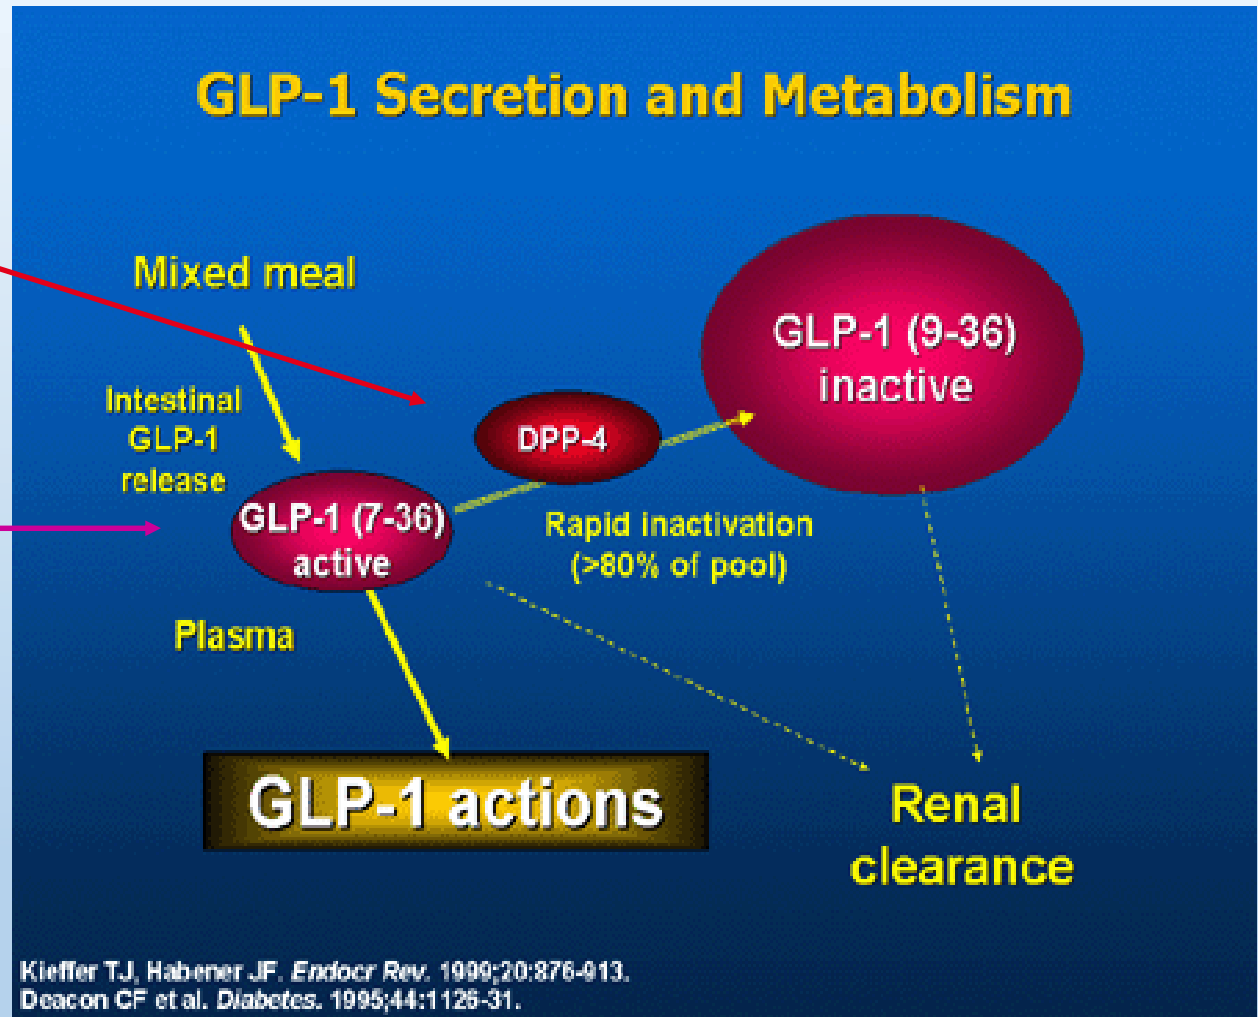 GLP-1 Secretion and Metabolism
Mixed meal
Intestinal
GLP-1
release
GLP-1 (7-36)
active
DPP-4
GLP-1 (9-36)
inactive
Rapid inactivation
(>80% of pool)
Plasma
GLP-1 actions
Renal
clearance
Kieffer TJ, Habener JF. Endocr Rev. 1999;20:876-913.
Deacon CF et al. Diabetes. 1995;44:1126-31.